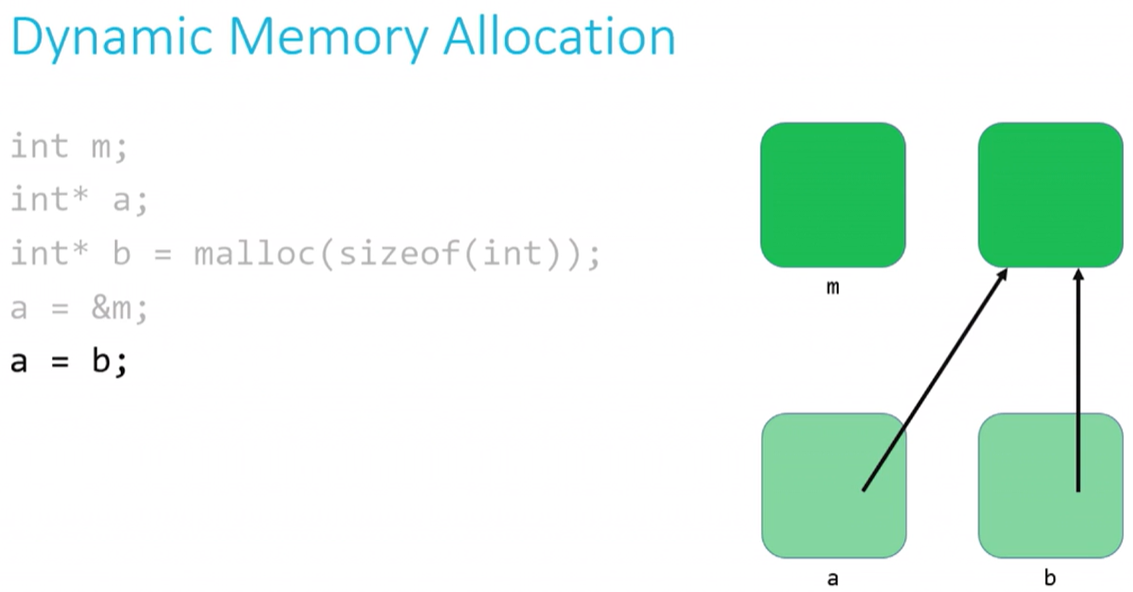 Dynamic Memory Allocation
int m;
int* a;
int* b = malloc(sizeof(int));
a = &m;
a = b;
m
a
b